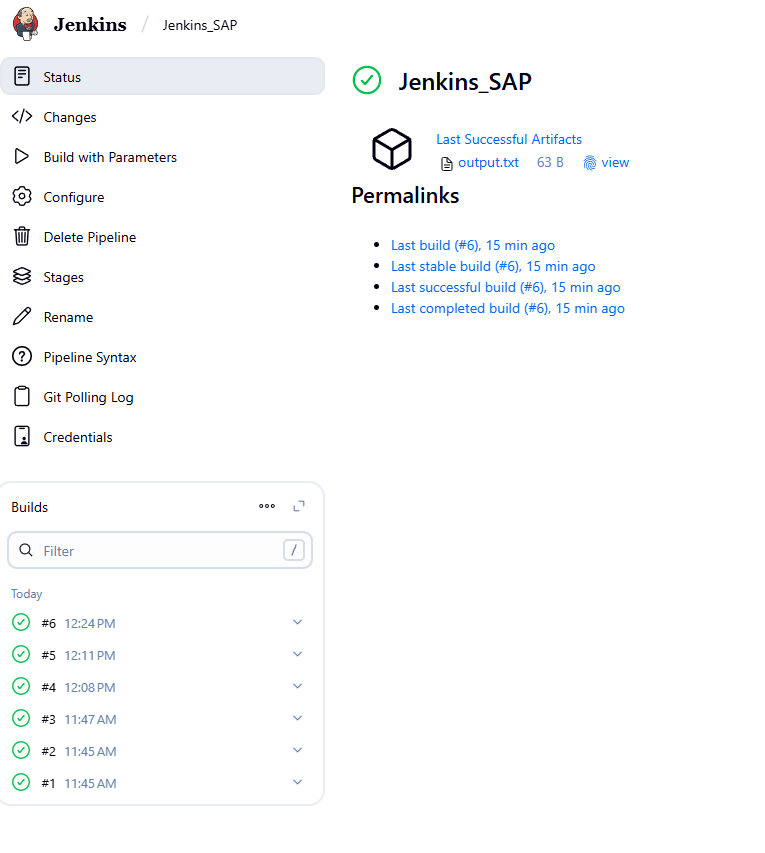 Jenkins / Jenkins_SAP
Status
Changes
Build with Parameters
Configure
Delete Pipeline
Stages
Rename
Pipeline Syntax
Git Polling Log
Credentials
Builds
Filter /
Today
#6 12:24 PM
#5 12:11 PM
#4 12:08 PM
#3 11:47 AM
#2 11:45 AM
#1 11:45 AM
Jenkins_SAP
Last Successful Artifacts
output.txt 63 B view
Permalinks
Last build (#6), 15 min ago
Last stable build (#6), 15 min ago
Last successful build (#6), 15 min ago
Last completed build (#6), 15 min ago